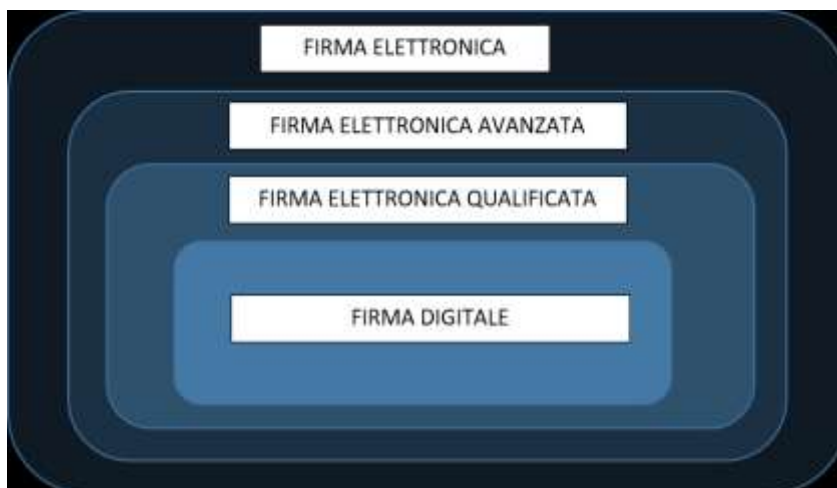 FIRMA ELETTRONICA
FIRMA ELETTRONICA AVANZATA
FIRMA ELETTRONICA QUALIFICATA
FIRMA DIGITALE